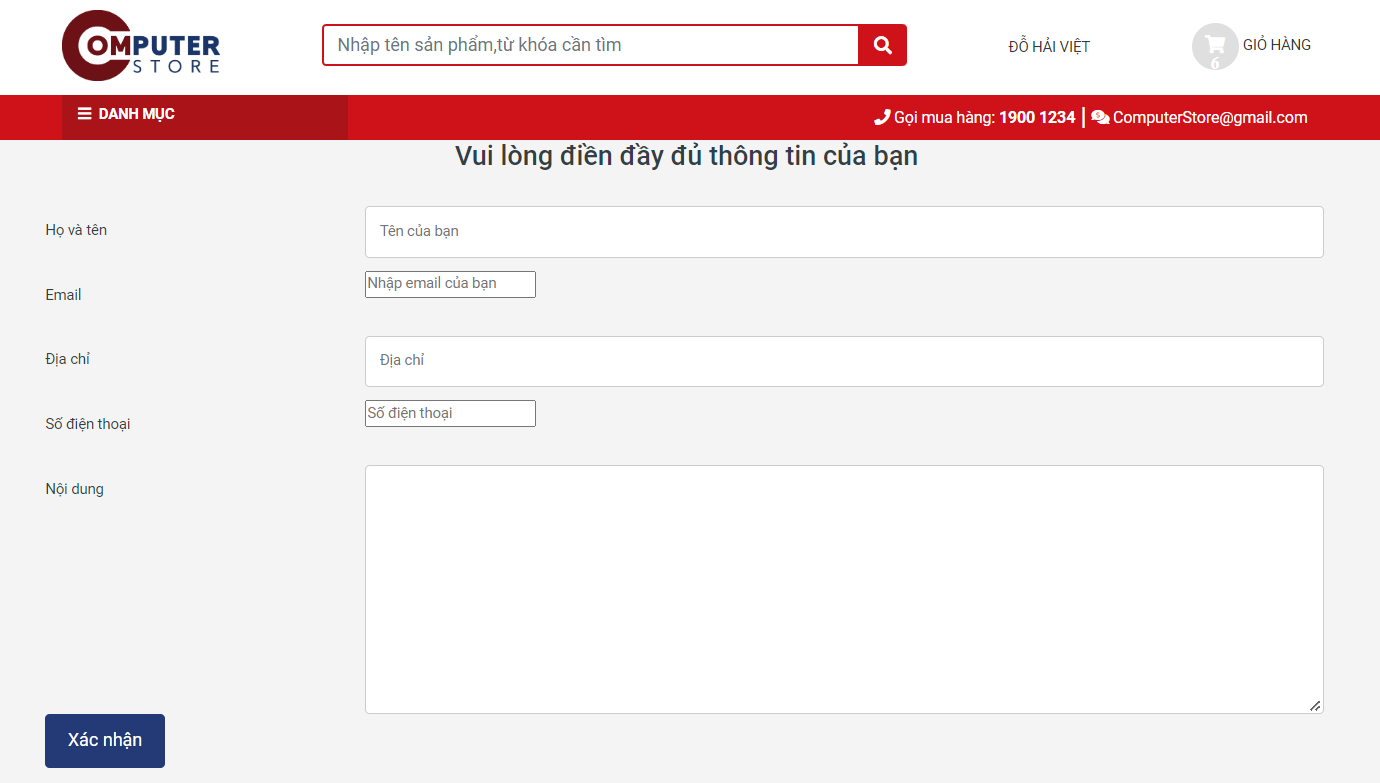 COMPUTER
STORE
Nhập tên sản phẩm,từ khóa cần tìm
ĐỖ HẢI VIỆT
6
GIỎ HÀNG
DANH MỤC
Gọi mua hàng: 1900 1234 | ComputerStore@gmail.com
Vui lòng điền đầy đủ thông tin của bạn
Họ và tên
Tên của bạn
Email
Nhập email của bạn
Địa chỉ
Địa chỉ
Số điện thoại
Số điện thoại
Nội dung
Xác nhận